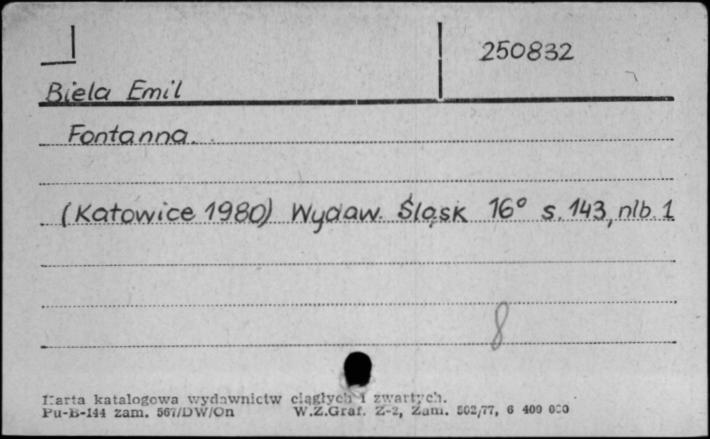 250832
Biela Emil
Fontanna.
(Katowice 1980) Wydaw. Śląsk 16° s. 143, nlb. 1
8
Karta katalogowa wydawnictw ciągłych i zwartych.
Pu-B-144 zam. 567/DW/On W.Z.Graf. Z-2, Zam. 502/77, 6 400 000